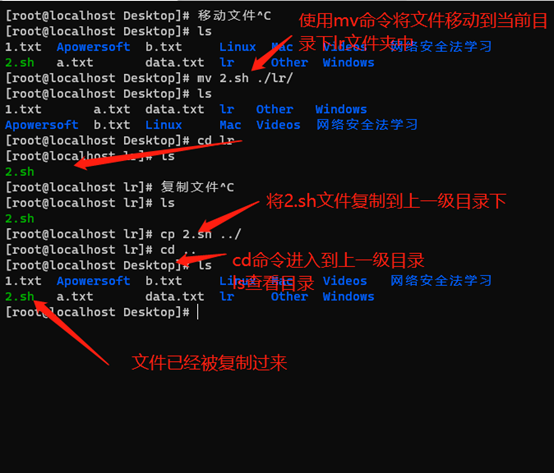 [root@localhost Desktop]# 移动文件^C
使用mv命令将文件移动到当前目
[root@localhost Desktop]# ls
录下lr文件夹中
1.txt Apowersoft b.txt Linux Mac Videos 网络安全法学习
2.sh a.txt data.txt lr Other Windows
[root@localhost Desktop]# mv 2.sh ./lr/
[root@localhost Desktop]# ls
1.txt a.txt data.txt lr Other Windows
Apowersoft b.txt Linux Mac Videos 网络安全法学习
[root@localhost Desktop]# cd lr
[root@localhost lr]# ls
2.sh
[root@localhost lr]# 复制文件^C
[root@localhost lr]# ls
将2.sh文件复制到上一级目录下
2.sh
[root@localhost lr]# cp 2.sh ../
[root@localhost lr]# cd ..
cd命令进入到上一级目录
[root@localhost Desktop]# ls
ls查看目录
1.txt Apowersoft b.txt Linux Mac Videos 网络安全法学习
2.sh a.txt data.txt lr Other Windows
[root@localhost Desktop]#
文件已经被复制过来